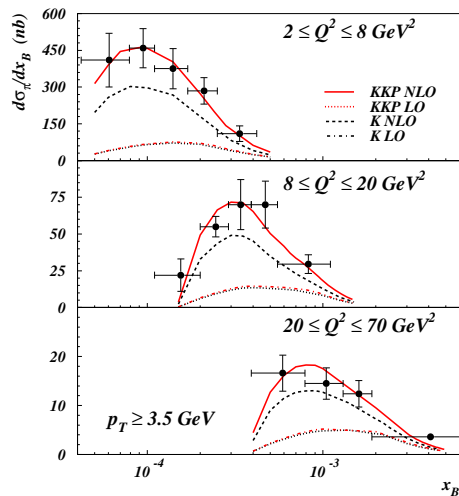 dσπ/dxB (nb)
600
450
300
150
0
2 ≤ Q² ≤ 8 GeV²
KKP NLO
KKP LO
K NLO
K LO
75
50
25
0
8 ≤ Q² ≤ 20 GeV²
20
10
0
20 ≤ Q² ≤ 70 GeV²
pT ≥ 3.5 GeV
10⁻⁴
10⁻³
xB